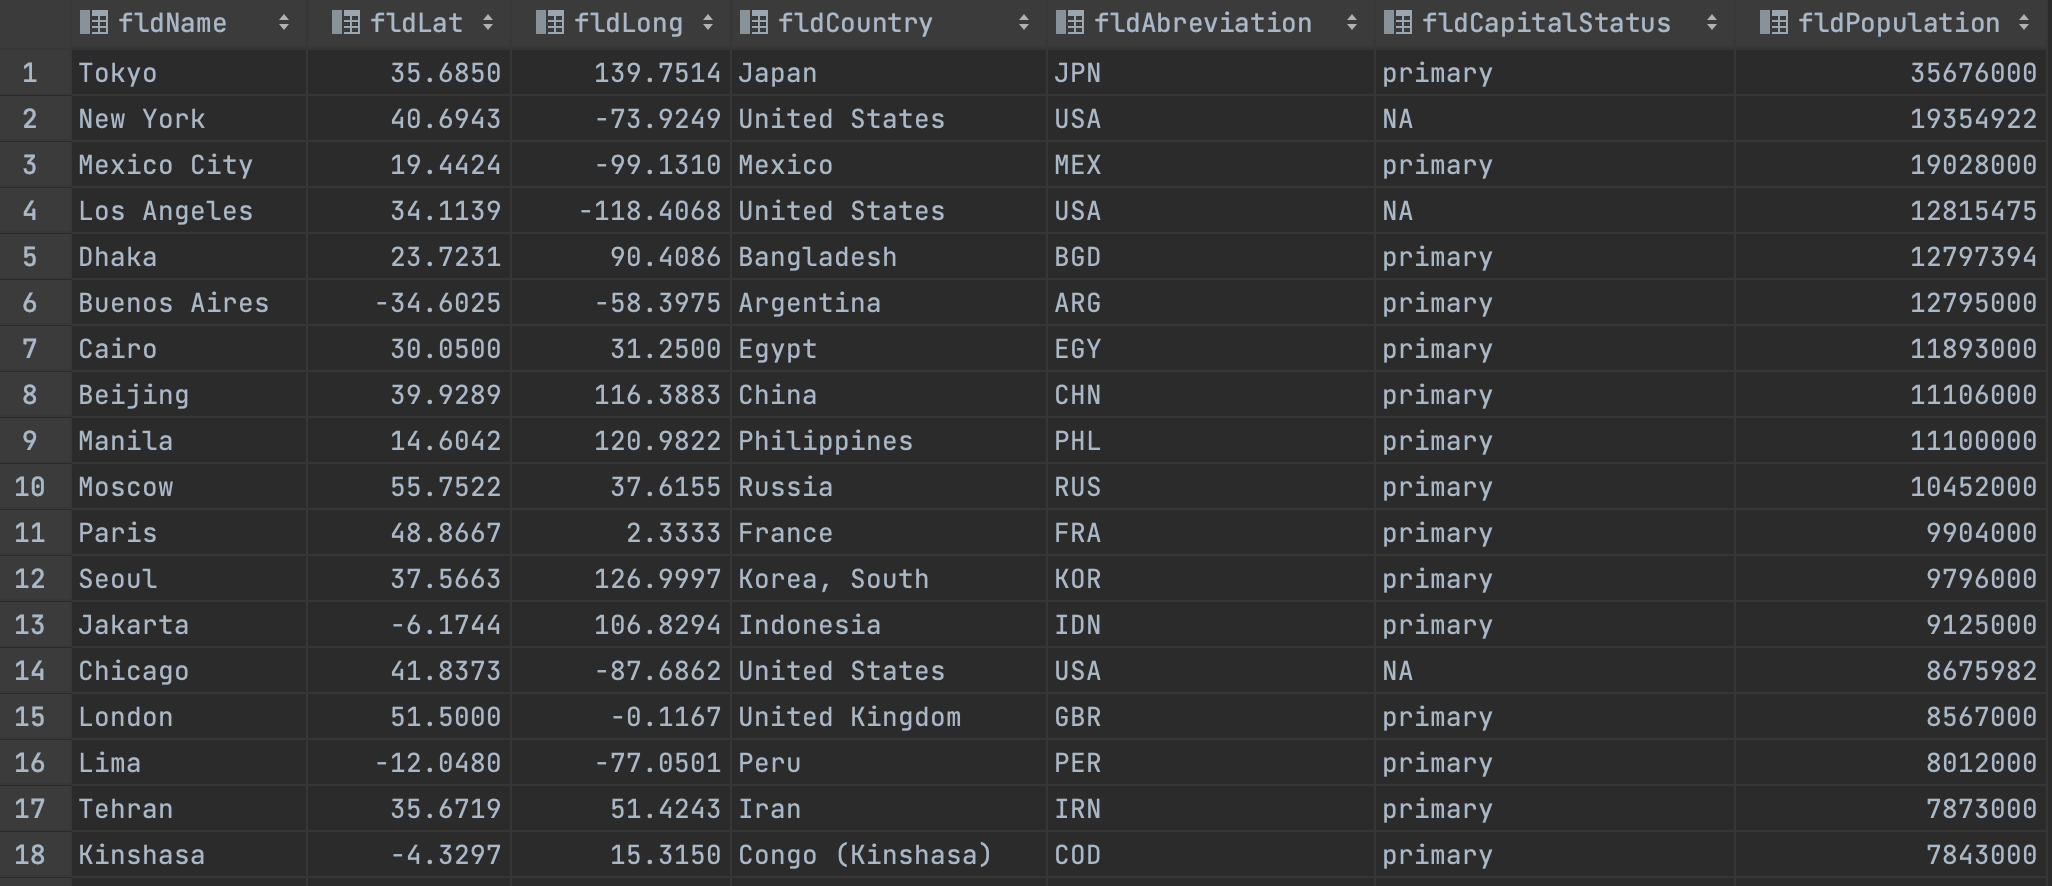 fldName fldLat fldLong fldCountry fldAbreviation fldCapitalStatus fldPopulation
1 Tokyo 35.6850 139.7514 Japan JPN primary 35676000
2 New York 40.6943 -73.9249 United States USA NA 19354922
3 Mexico City 19.4424 -99.1310 Mexico MEX primary 19028000
4 Los Angeles 34.1139 -118.4068 United States USA NA 12815475
5 Dhaka 23.7231 90.4086 Bangladesh BGD primary 12797394
6 Buenos Aires -34.6025 -58.3975 Argentina ARG primary 12795000
7 Cairo 30.0500 31.2500 Egypt EGY primary 11893000
8 Beijing 39.9289 116.3883 China CHN primary 11106000
9 Manila 14.6042 120.9822 Philippines PHL primary 11100000
10 Moscow 55.7522 37.6155 Russia RUS primary 10452000
11 Paris 48.8667 2.3333 France FRA primary 9904000
12 Seoul 37.5663 126.9997 Korea, South KOR primary 9796000
13 Jakarta -6.1744 106.8294 Indonesia IDN primary 9125000
14 Chicago 41.8373 -87.6862 United States USA NA 8675982
15 London 51.5000 -0.1167 United Kingdom GBR primary 8567000
16 Lima -12.0480 -77.0501 Peru PER primary 8012000
17 Tehran 35.6719 51.4243 Iran IRN primary 7873000
18 Kinshasa -4.3297 15.3150 Congo (Kinshasa) COD primary 7843000